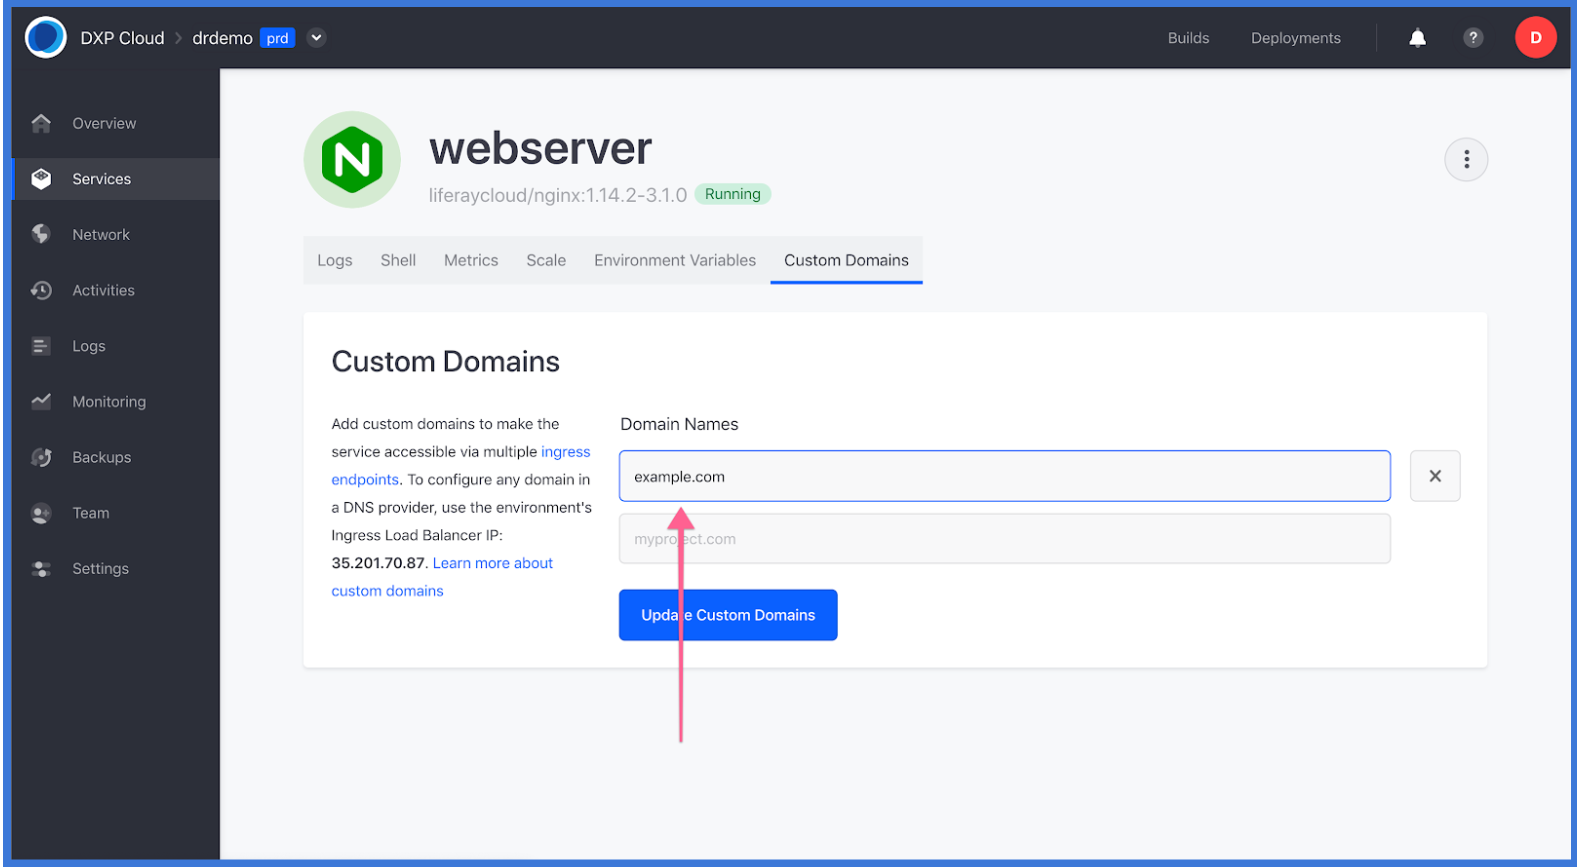 DXP Cloud > drdemo prd
Builds
Deployments
?
D
Overview
Services
Network
Activities
Logs
Monitoring
Backups
Team
Settings
N
webserver
liferaycloud/nginx:1.14.2-3.1.0 Running
Logs Shell Metrics Scale Environment Variables Custom Domains
Custom Domains
Add custom domains to make the
service accessible via multiple ingress
endpoints. To configure any domain in
a DNS provider, use the environment's
Ingress Load Balancer IP:
35.201.70.87. Learn more about
custom domains
Domain Names
example.com
myproject.com
Update Custom Domains